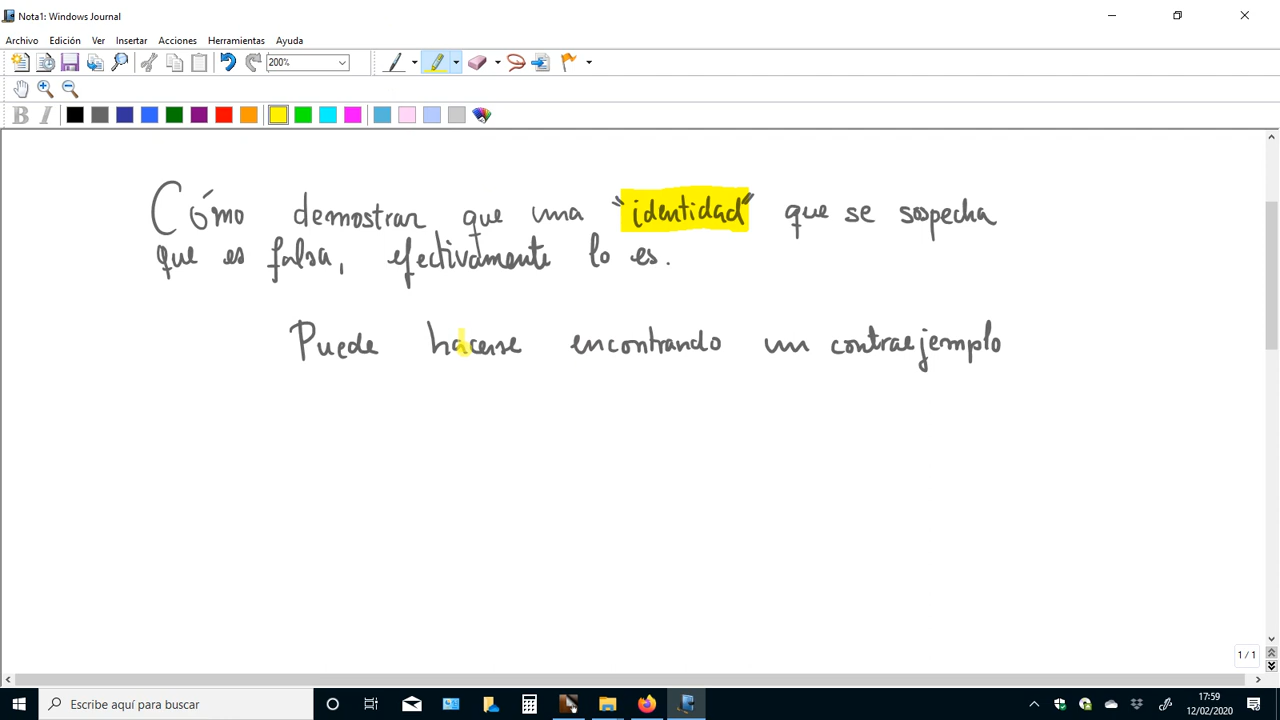 Nota1: Windows Journal
Archivo Edición Ver Insertar Acciones Herramientas Ayuda
200%
B I
Cómo demostrar que una "identidad" que se sospecha
que es falsa, efectivamente lo es.
Puede hacerse encontrando un contraejemplo
1 / 1
Escribe aquí para buscar
17:59
12/02/2020